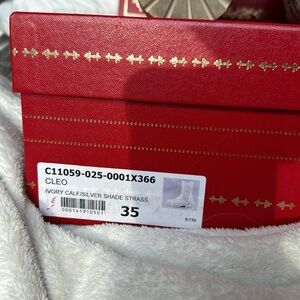 C11059-025-0001X366
CLEO
IVORY CALF/SILVER SHADE STRASS
35